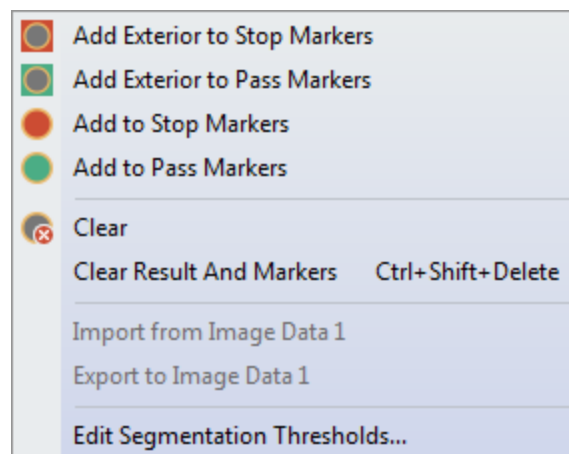 Add Exterior to Stop Markers
Add Exterior to Pass Markers
Add to Stop Markers
Add to Pass Markers
Clear
Clear Result And Markers Ctrl+Shift+Delete
Import from Image Data 1
Export to Image Data 1
Edit Segmentation Thresholds...